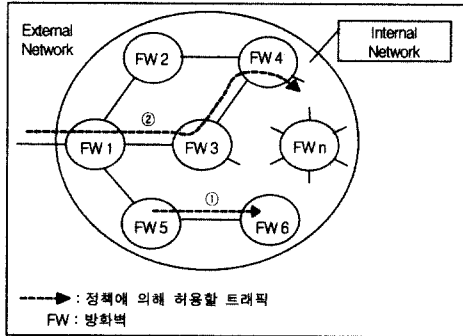 External
Network
Internal
Network
FW 2
FW 4
②
FW 1
FW 3
FW n
①
FW 5
FW 6
: 정책에 의해 허용할 트래픽
FW : 방화벽